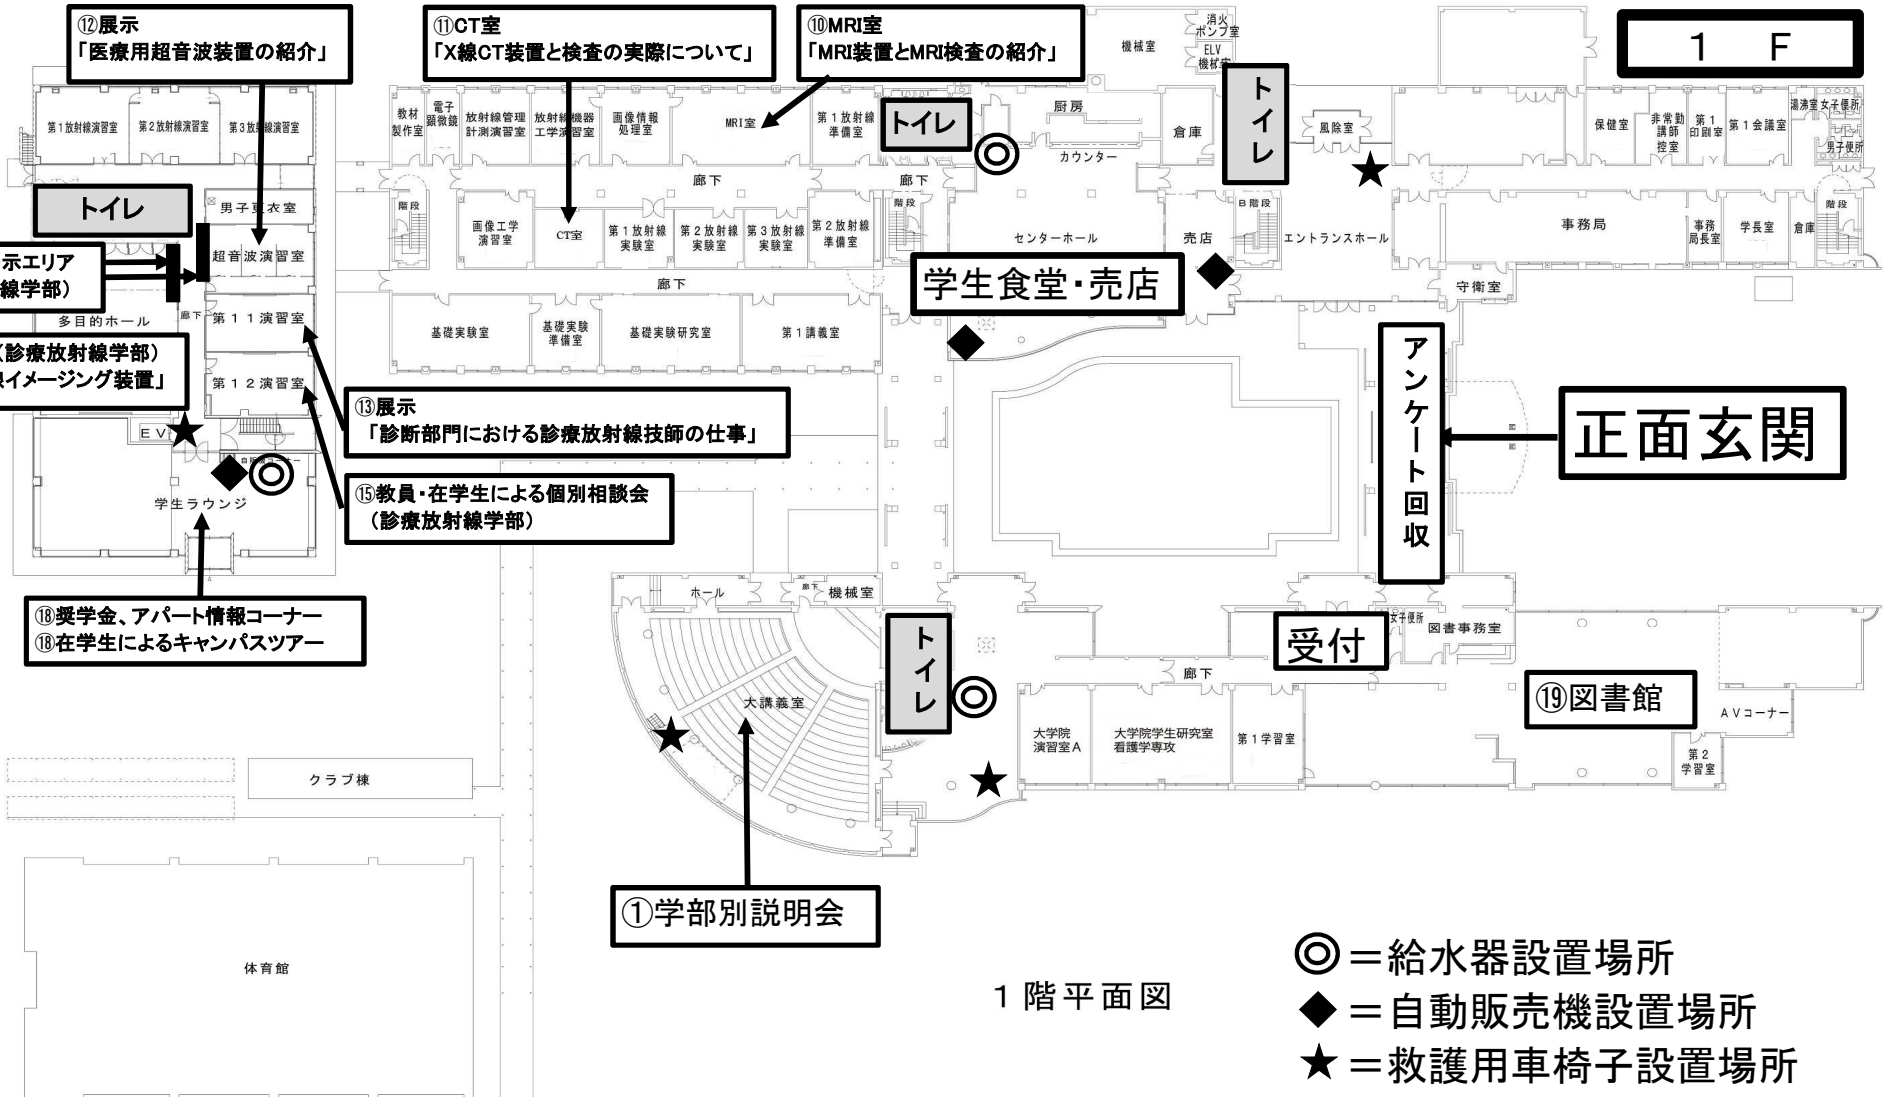 ⑫展示
「医療用超音波装置の紹介」
⑪CT室
「X線CT装置と検査の実際について」
⑩MRI室
「MRI装置とMRI検査の紹介」
機械室
消火
ポンプ室
ELV
機械室
1 F
トイレ
第1放射線演習室
第2放射線演習室
第3放射線演習室
教材
製作室
電子
顕微鏡
放射線管理
計測演習室
放射線機器
工学演習室
画像情報
処理室
MRI室
第1放射線
準備室
トイレ
厨房
カウンター
倉庫
風除室
保健室
非常勤
講師
控室
第1
印刷室
第1会議室
湯沸室
女子便所
男子便所
廊下
廊下
トイレ
男子更衣室
超音波演習室
階段
画像工学
演習室
CT室
第1放射線
実験室
第2放射線
実験室
第3放射線
実験室
第2放射線
準備室
階段
センターホール
売店
B階段
エントランスホール
事務局
事務
局長室
学長室
倉庫
階段
示エリア
線学部）
廊下
学生食堂・売店
守衛室
多目的ホール
廊下
第11演習室
基礎実験室
基礎実験
準備室
基礎実験研究室
第1講義室
（診療放射線学部）
線イメージング装置」
第12演習室
アンケート回収
正面玄関
⑬展示
「診断部門における診療放射線技師の仕事」
EV
学生ラウンジ
⑮教員・在学生による個別相談会
（診療放射線学部）
⑱奨学金、アパート情報コーナー
⑱在学生によるキャンパスツアー
ホール
廊下
機械室
トイレ
受付
女子便所
図書事務室
廊下
大講義室
⑲図書館
AVコーナー
大学院
演習室A
大学院学生研究室
看護学専攻
第1学習室
第2
学習室
クラブ棟
①学部別説明会
体育館
1階平面図
◎＝給水器設置場所
◆＝自動販売機設置場所
★＝救護用車椅子設置場所